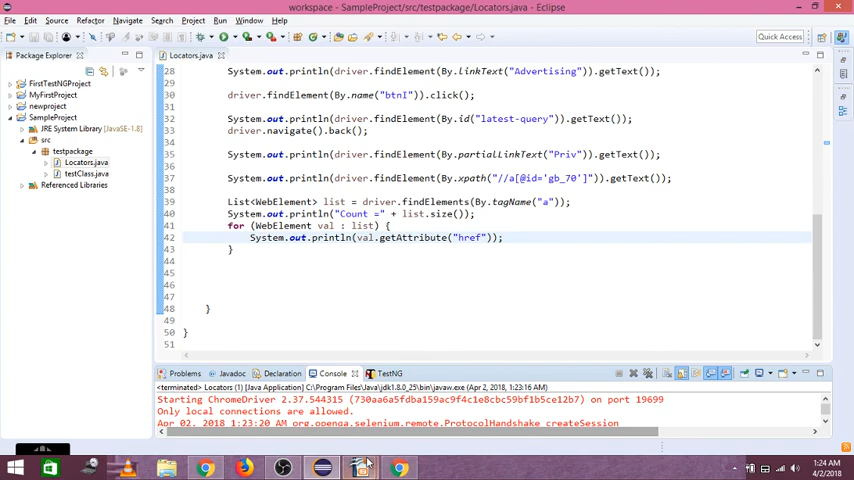 workspace - SampleProject/src/testpackage/Locators.java - Eclipse
File Edit Source Refactor Navigate Search Project Run Window Help
Quick Access
Package Explorer
FirstTestNGProject
MyFirstProject
newproject
SampleProject
JRE System Library [JavaSE-1.8]
src
testpackage
Locators.java
testClass.java
Referenced Libraries
Locators.java
28 System.out.println(driver.findElement(By.linkText("Advertising")).getText());
29
30 driver.findElement(By.name("btnI")).click();
31
32 System.out.println(driver.findElement(By.id("latest-query")).getText());
33 driver.navigate().back();
34
35 System.out.println(driver.findElement(By.partialLinkText("Priv")).getText());
36
37 System.out.println(driver.findElement(By.xpath("//a[@id='gb_70']")).getText());
38
39 List<WebElement> list = driver.findElements(By.tagName("a"));
40 System.out.println("Count =" + list.size());
41 for (WebElement val : list) {
42 System.out.println(val.getAttribute("href"));
43 }
44
45
46
47
48 }
49
50 }
51
Problems Javadoc Declaration Console TestNG
<terminated> Locators (1) [Java Application] C:\Program Files\Java\jdk1.8.0_25\bin\javaw.exe (Apr 2, 2018, 1:23:16 AM)
Starting ChromeDriver 2.37.544315 (730aa6a5fdba159ac9f4c1e8cbc59bf1b5ce12b7) on port 19699
Only local connections are allowed.
Apr 02, 2018 1:23:20 AM org.openqa.selenium.remote.ProtocolHandshake createSession
1:24 AM
4/2/2018